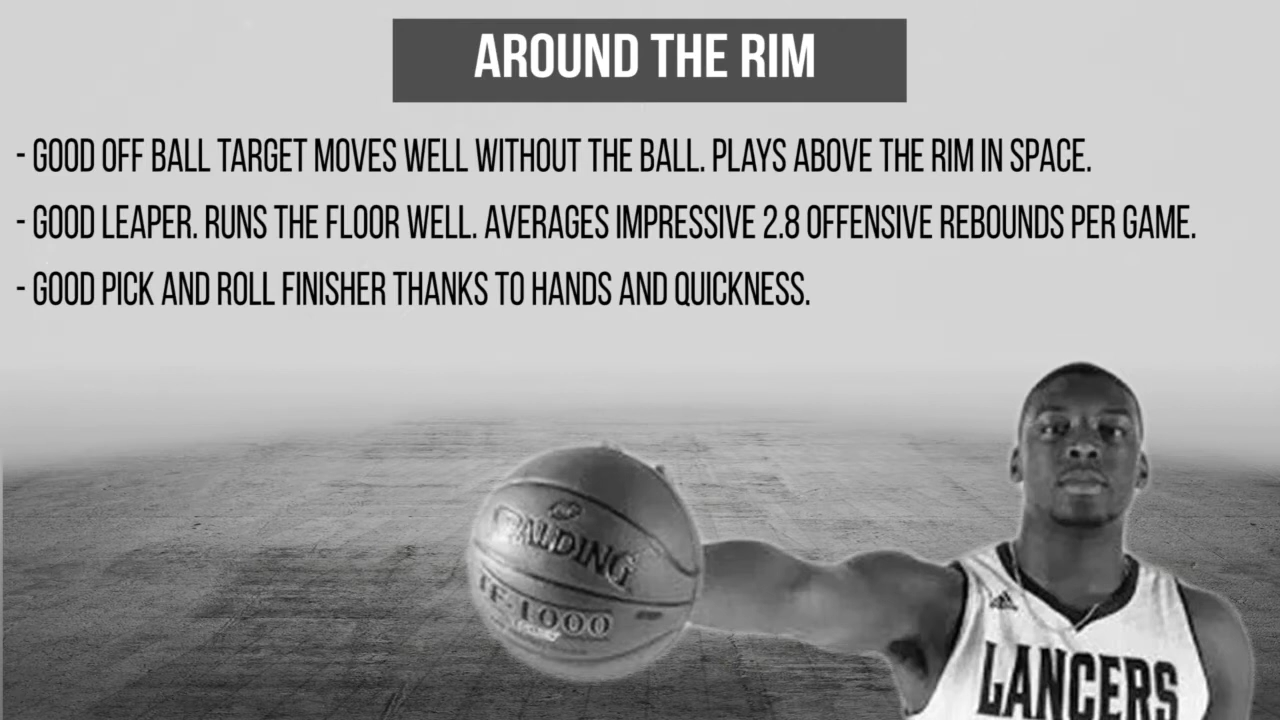 AROUND THE RIM
- GOOD OFF BALL TARGET MOVES WELL WITHOUT THE BALL. PLAYS ABOVE THE RIM IN SPACE.
- GOOD LEAPER. RUNS THE FLOOR WELL. AVERAGES IMPRESSIVE 2.8 OFFENSIVE REBOUNDS PER GAME.
- GOOD PICK AND ROLL FINISHER THANKS TO HANDS AND QUICKNESS.
SPALDING
TF-1000
LANCERS